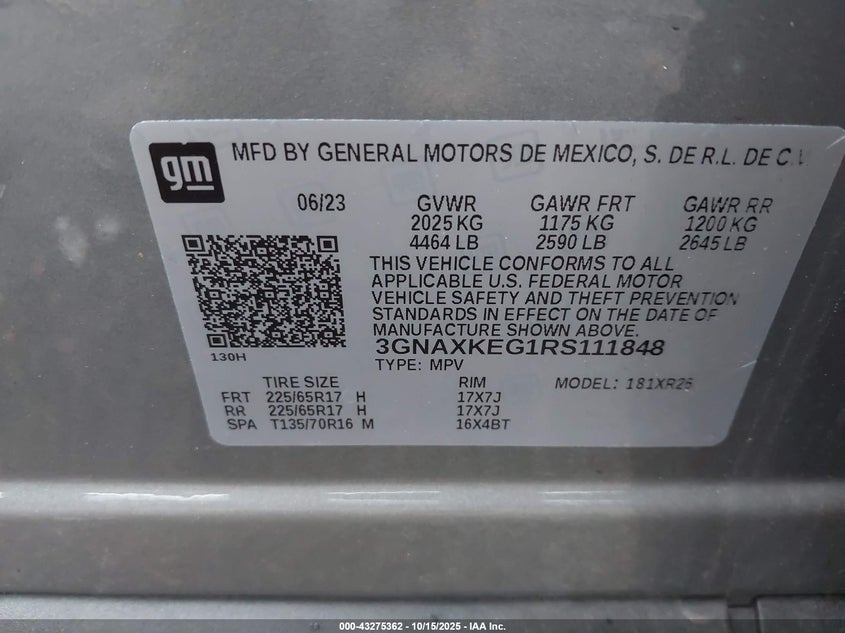 gm
MFD BY GENERAL MOTORS DE MEXICO, S. DE R.L. DE C.V
06/23 GVWR GAWR FRT GAWR RR
2025 KG 1175 KG 1200 KG
4464 LB 2590 LB 2645 LB
THIS VEHICLE CONFORMS TO ALL
APPLICABLE U.S. FEDERAL MOTOR
VEHICLE SAFETY AND THEFT PREVENTION
STANDARDS IN EFFECT ON THE DATE OF
MANUFACTURE SHOWN ABOVE.
3GNAXKEG1RS111848
130H
TYPE: MPV
TIRE SIZE RIM MODEL: 1S1XR26
FRT 225/65R17 H 17X7J
RR 225/65R17 H 17X7J
SPA T135/70R16 M 16X4BT
000-43275362 - 10/15/2025 - IAA Inc.